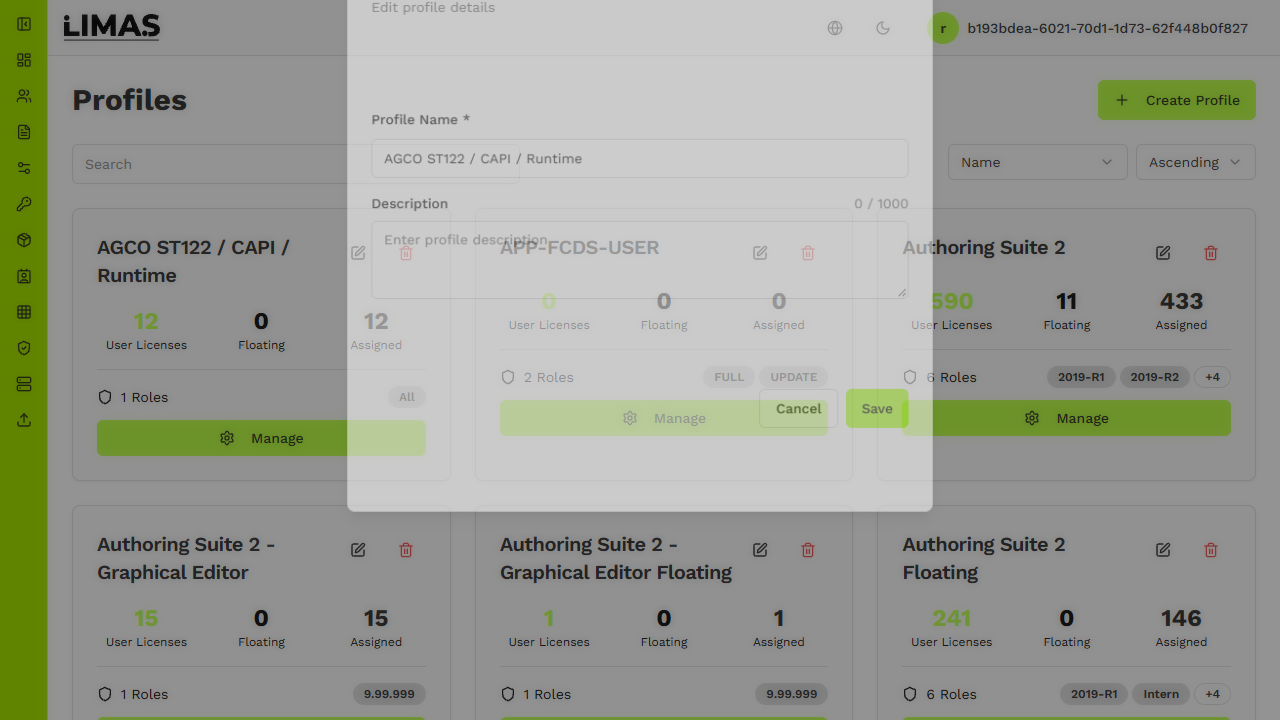 Edit profile details
LIMAS
r
b193bdea-6021-70d1-1d73-62f448b0f827
Profiles
Create Profile
Profile Name *
AGCO ST122 / CAPI / Runtime
Search
Name
Ascending
Description
0 / 1000
Enter profile description
Cancel
Save
AGCO ST122 / CAPI /
Runtime
12
0
12
User Licenses
Floating
Assigned
1 Roles
All
Manage
APP-FCDS-USER
0
0
0
User Licenses
Floating
Assigned
2 Roles
FULL
UPDATE
Manage
Authoring Suite 2
590
11
433
User Licenses
Floating
Assigned
6 Roles
2019-R1
2019-R2
+4
Manage
Authoring Suite 2 -
Graphical Editor
15
0
15
User Licenses
Floating
Assigned
1 Roles
9.99.999
Authoring Suite 2 -
Graphical Editor Floating
1
0
1
User Licenses
Floating
Assigned
1 Roles
9.99.999
Authoring Suite 2
Floating
241
0
146
User Licenses
Floating
Assigned
6 Roles
2019-R1
Intern
+4